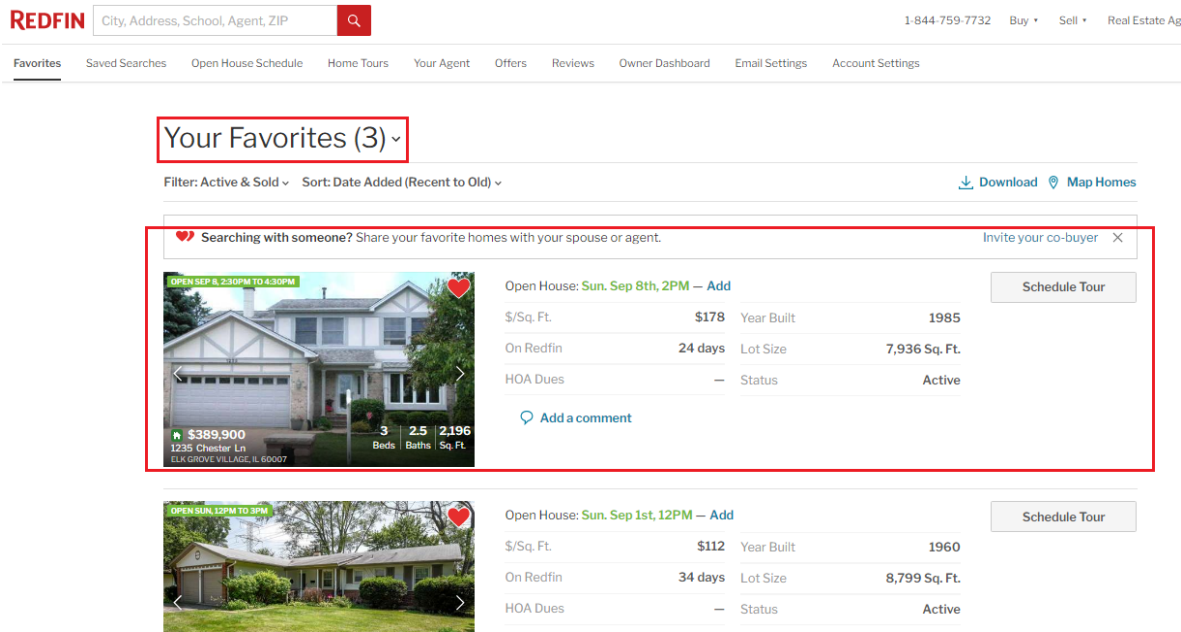 REDFIN City, Address, School, Agent, ZIP 1-844-759-7732 Buy Sell Real Estate Ag
Favorites Saved Searches Open House Schedule Home Tours Your Agent Offers Reviews Owner Dashboard Email Settings Account Settings
Your Favorites (3)
Filter: Active & Sold Sort: Date Added (Recent to Old) Download Map Homes
Searching with someone? Share your favorite homes with your spouse or agent. Invite your co-buyer
OPEN SEP 8, 2:30PM TO 4:30PM
Open House: Sun. Sep 8th, 2PM — Add
Schedule Tour
$/Sq. Ft. $178 Year Built 1985
On Redfin 24 days Lot Size 7,936 Sq. Ft.
HOA Dues — Status Active
Add a comment
$389,900 3 2.5 2,196
1235 Chester Ln Beds Baths Sq. Ft.
ELK GROVE VILLAGE, IL 60007
OPEN SUN, 12PM TO 3PM
Open House: Sun. Sep 1st, 12PM — Add
Schedule Tour
$/Sq. Ft. $112 Year Built 1960
On Redfin 34 days Lot Size 8,799 Sq. Ft.
HOA Dues — Status Active